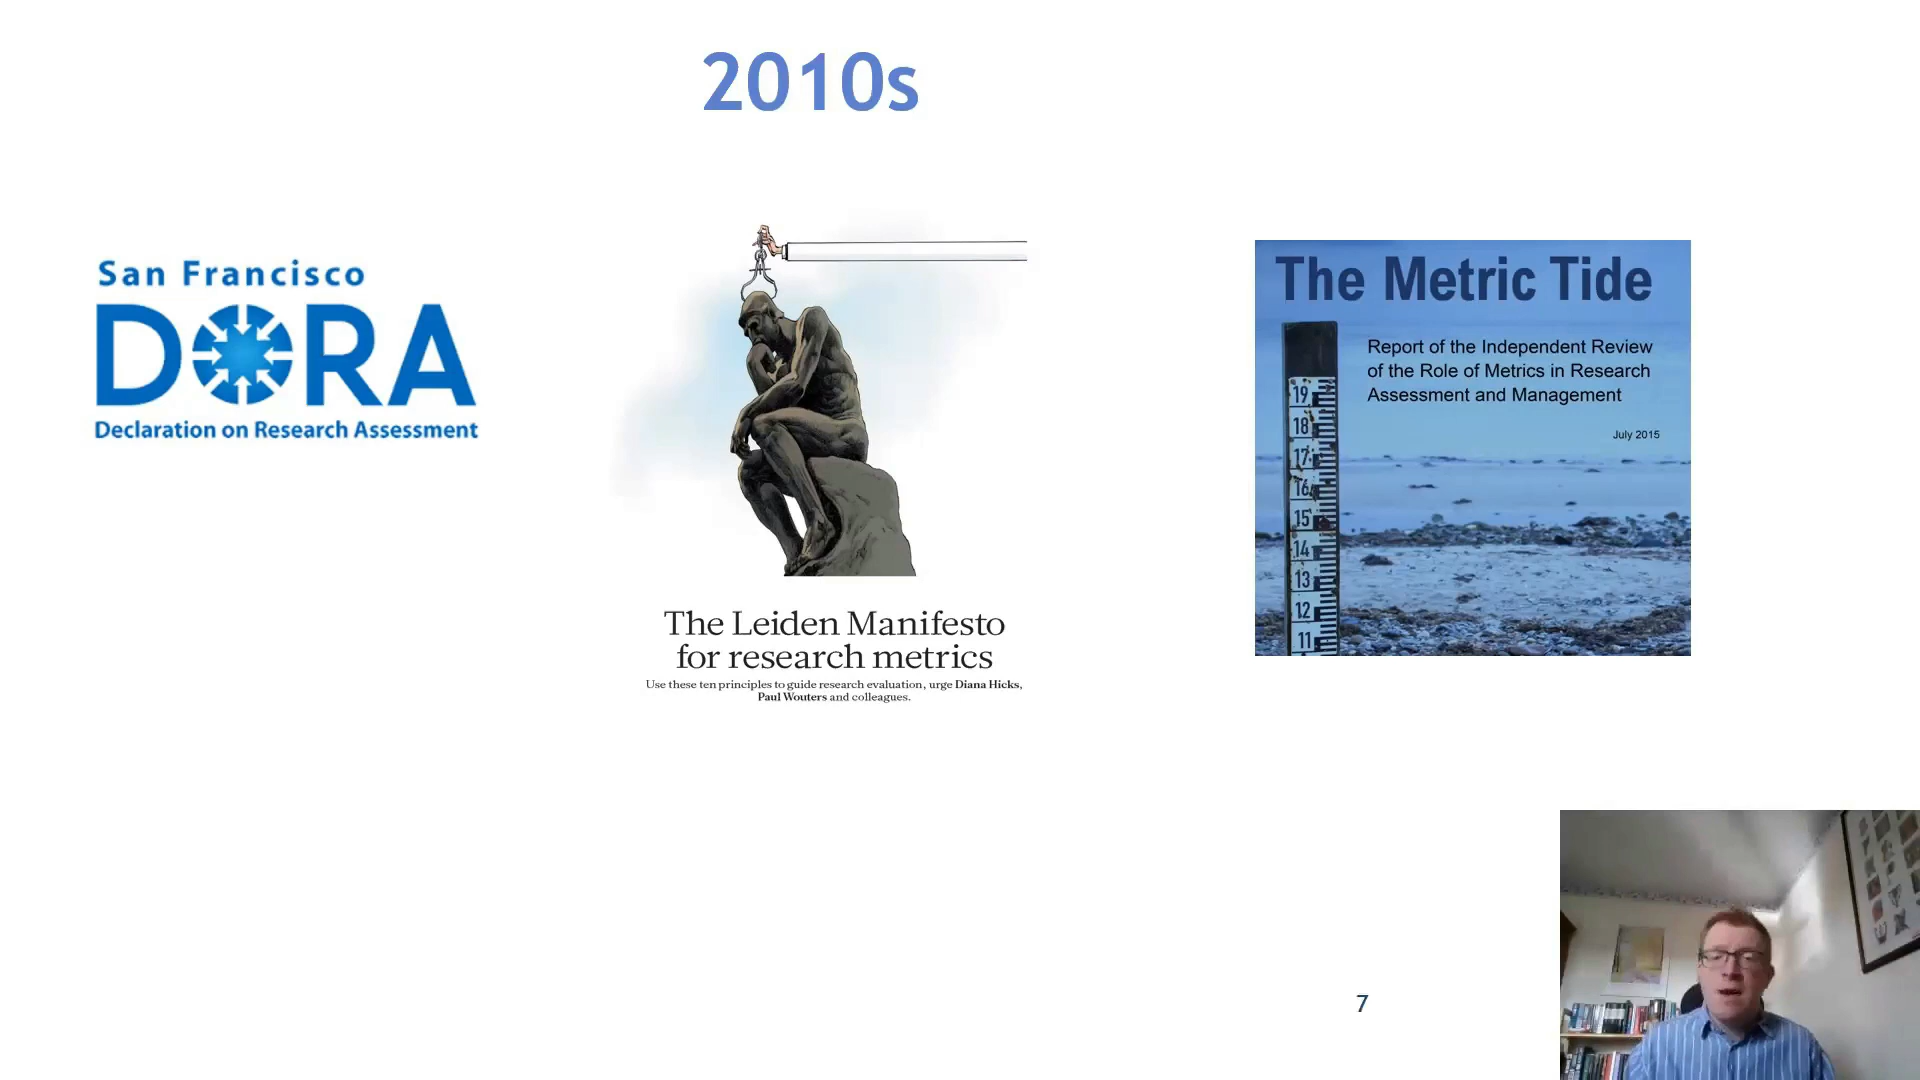 2010s
San Francisco
DORA
Declaration on Research Assessment
The Leiden Manifesto
for research metrics
Use these ten principles to guide research evaluation, urge Diana Hicks,
Paul Wouters and colleagues.
The Metric Tide
Report of the Independent Review
of the Role of Metrics in Research
Assessment and Management
July 2015
19
18
17
16
15
14
13
12
11
7